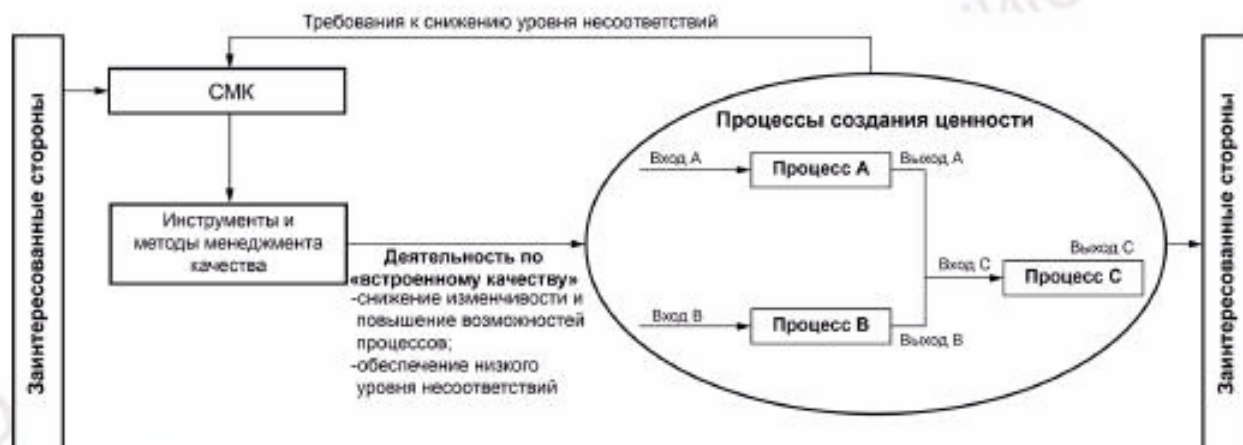 Требования к снижению уровня несоответствий
Заинтересованные стороны
СМК
Инструменты и
методы менеджмента
качества
Деятельность по
«встроенному качеству»
-снижение изменчивости и
повышение возможностей
процессов;
-обеспечение низкого
уровня несоответствий
Процессы создания ценности
Вход А
Процесс А
Выход А
Вход В
Процесс В
Выход В
Вход С
Выход С
Процесс С
Заинтересованные стороны